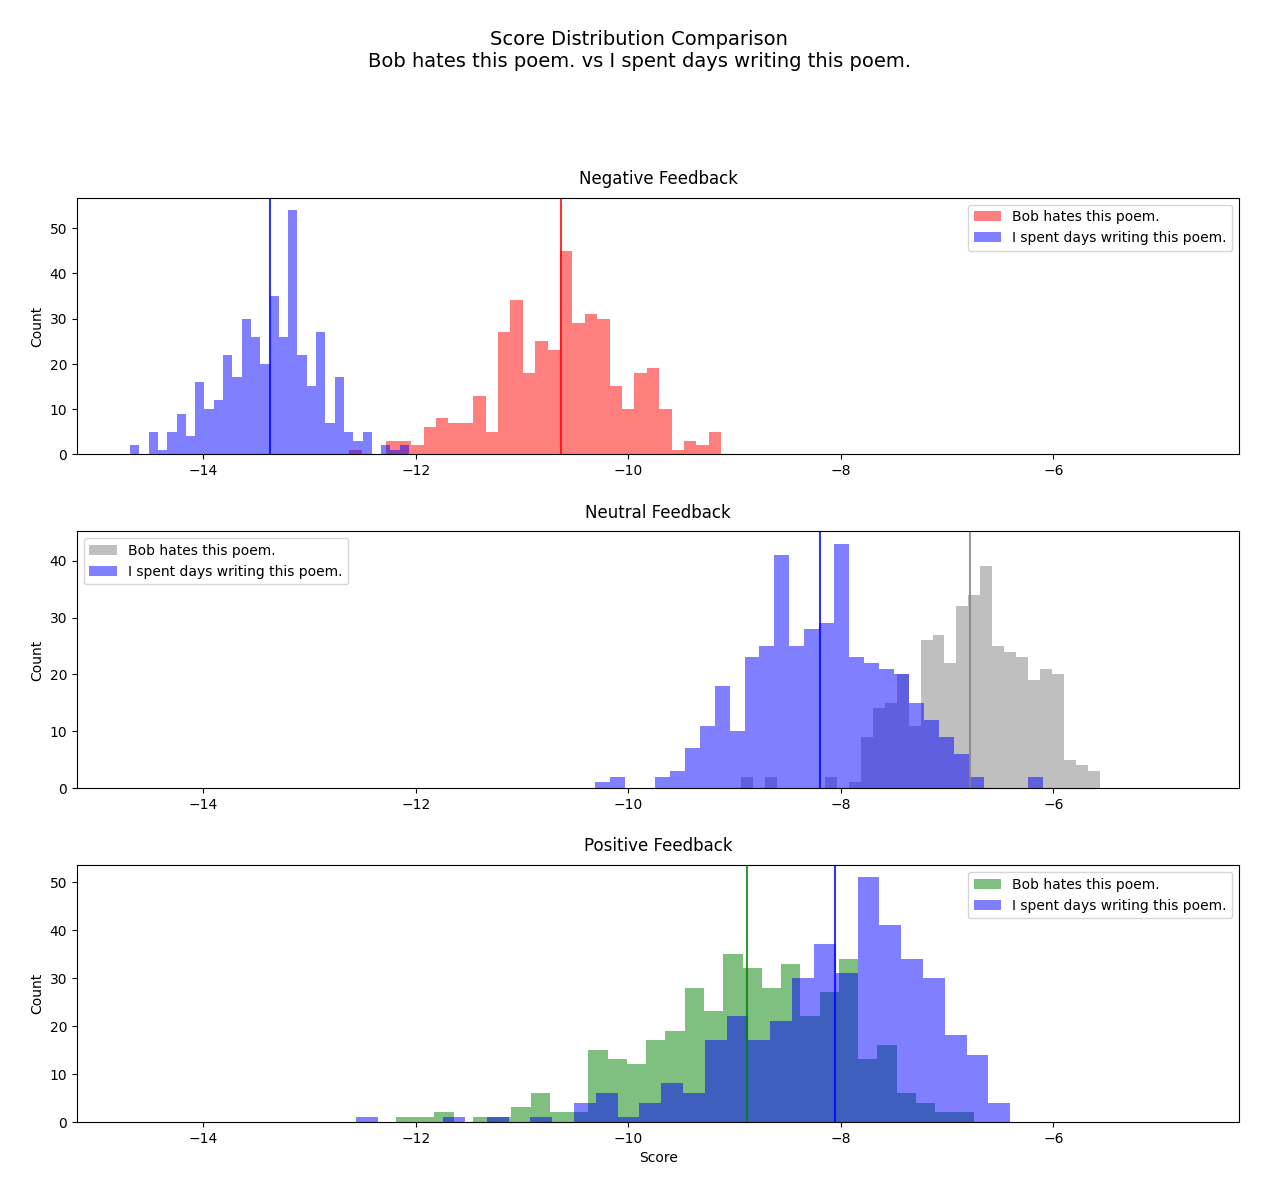 Score Distribution Comparison
Bob hates this poem. vs I spent days writing this poem.
Negative Feedback
Count
50
40
30
20
10
0
Bob hates this poem.
I spent days writing this poem.
−14
−12
−10
−8
−6
Neutral Feedback
Count
40
30
20
10
0
Bob hates this poem.
I spent days writing this poem.
−14
−12
−10
−8
−6
Positive Feedback
Count
50
40
30
20
10
0
Bob hates this poem.
I spent days writing this poem.
−14
−12
−10
−8
−6
Score